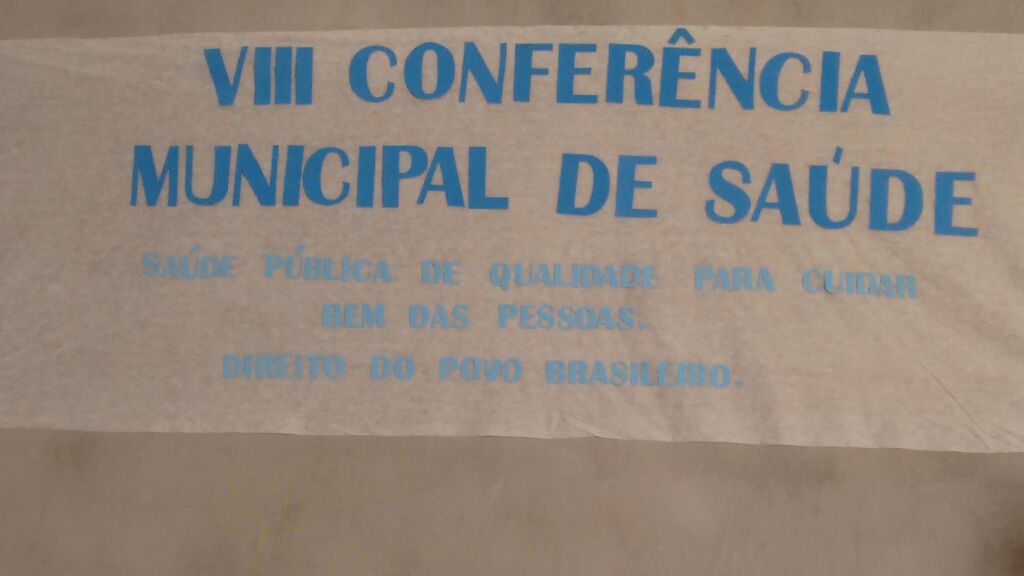 VIII CONFERÊNCIA
MUNICIPAL DE SAÚDE
SAÚDE PÚBLICA DE QUALIDADE PARA CUIDAR
BEM DAS PESSOAS.
DIREITO DO POVO BRASILEIRO.